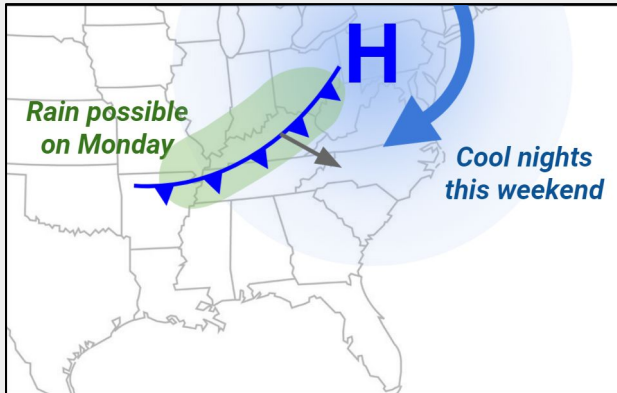 H
Rain possible
on Monday
Cool nights
this weekend